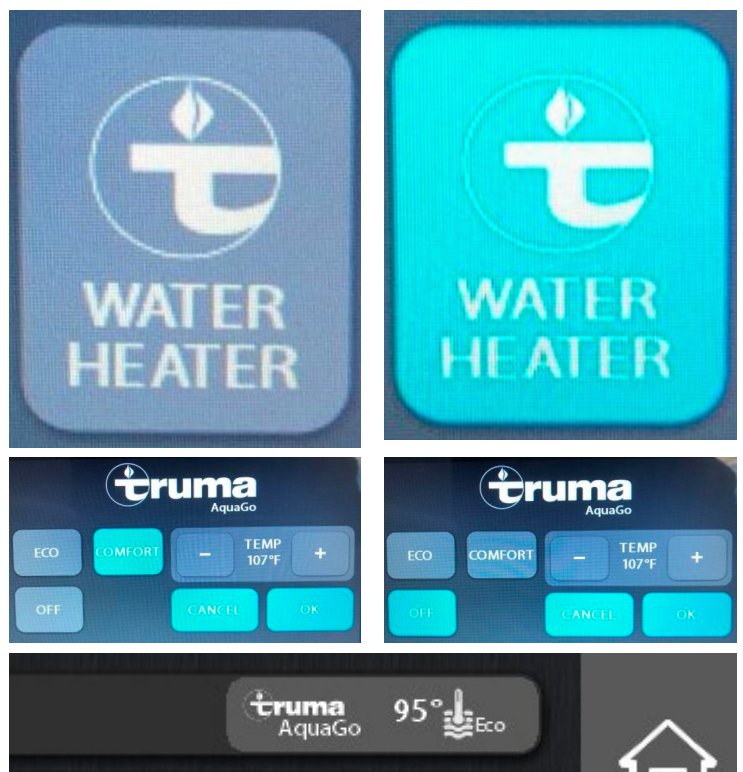 WATER
HEATER
WATER
HEATER
truma
AquaGo
ECO
COMFORT
−
TEMP
107°F
+
OFF
CANCEL
OK
truma
AquaGo
ECO
COMFORT
−
TEMP
107°F
+
OFF
CANCEL
OK
truma
AquaGo
95°
Eco